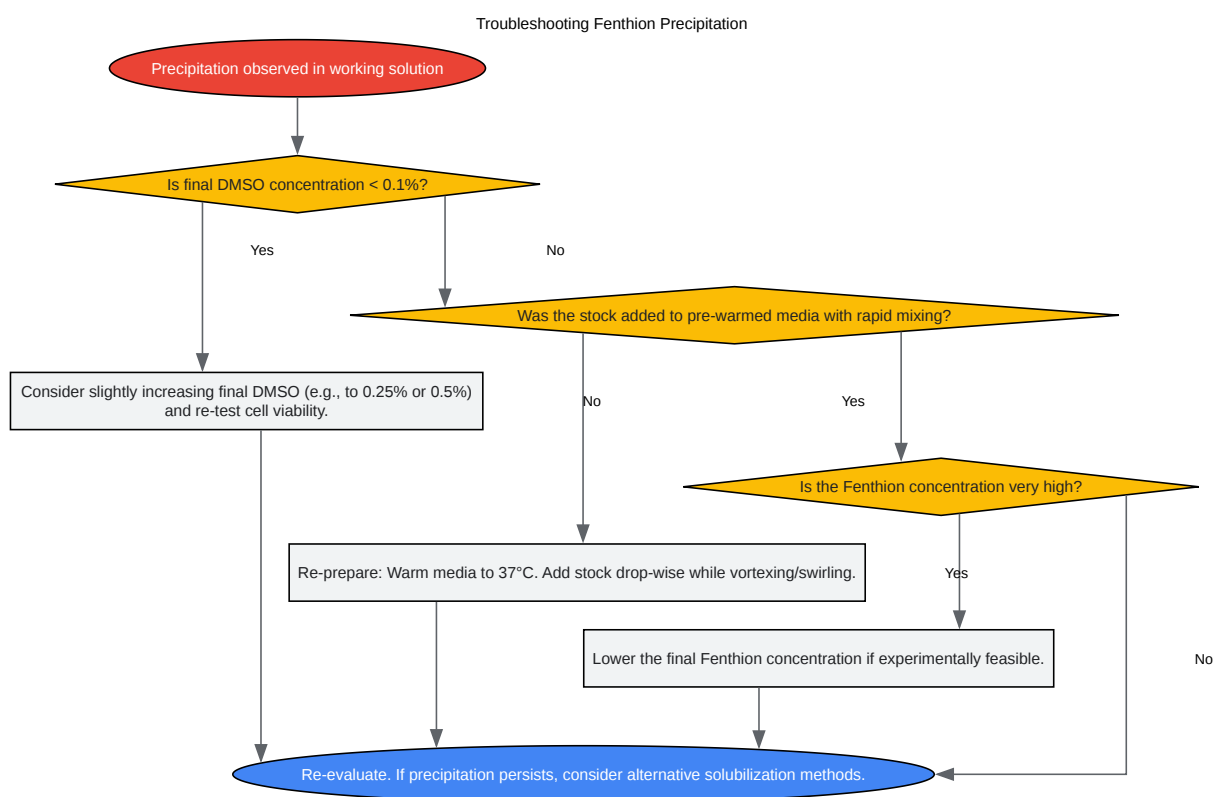 Troubleshooting Fenthion Precipitation
Precipitation observed in working solution
Is final DMSO concentration < 0.1%?
Yes
No
Was the stock added to pre-warmed media with rapid mixing?
Consider slightly increasing final DMSO (e.g., to 0.25% or 0.5%)
and re-test cell viability.
No
Yes
Is the Fenthion concentration very high?
Re-prepare: Warm media to 37°C. Add stock drop-wise while vortexing/swirling.
Yes
Lower the final Fenthion concentration if experimentally feasible.
No
Re-evaluate. If precipitation persists, consider alternative solubilization methods.